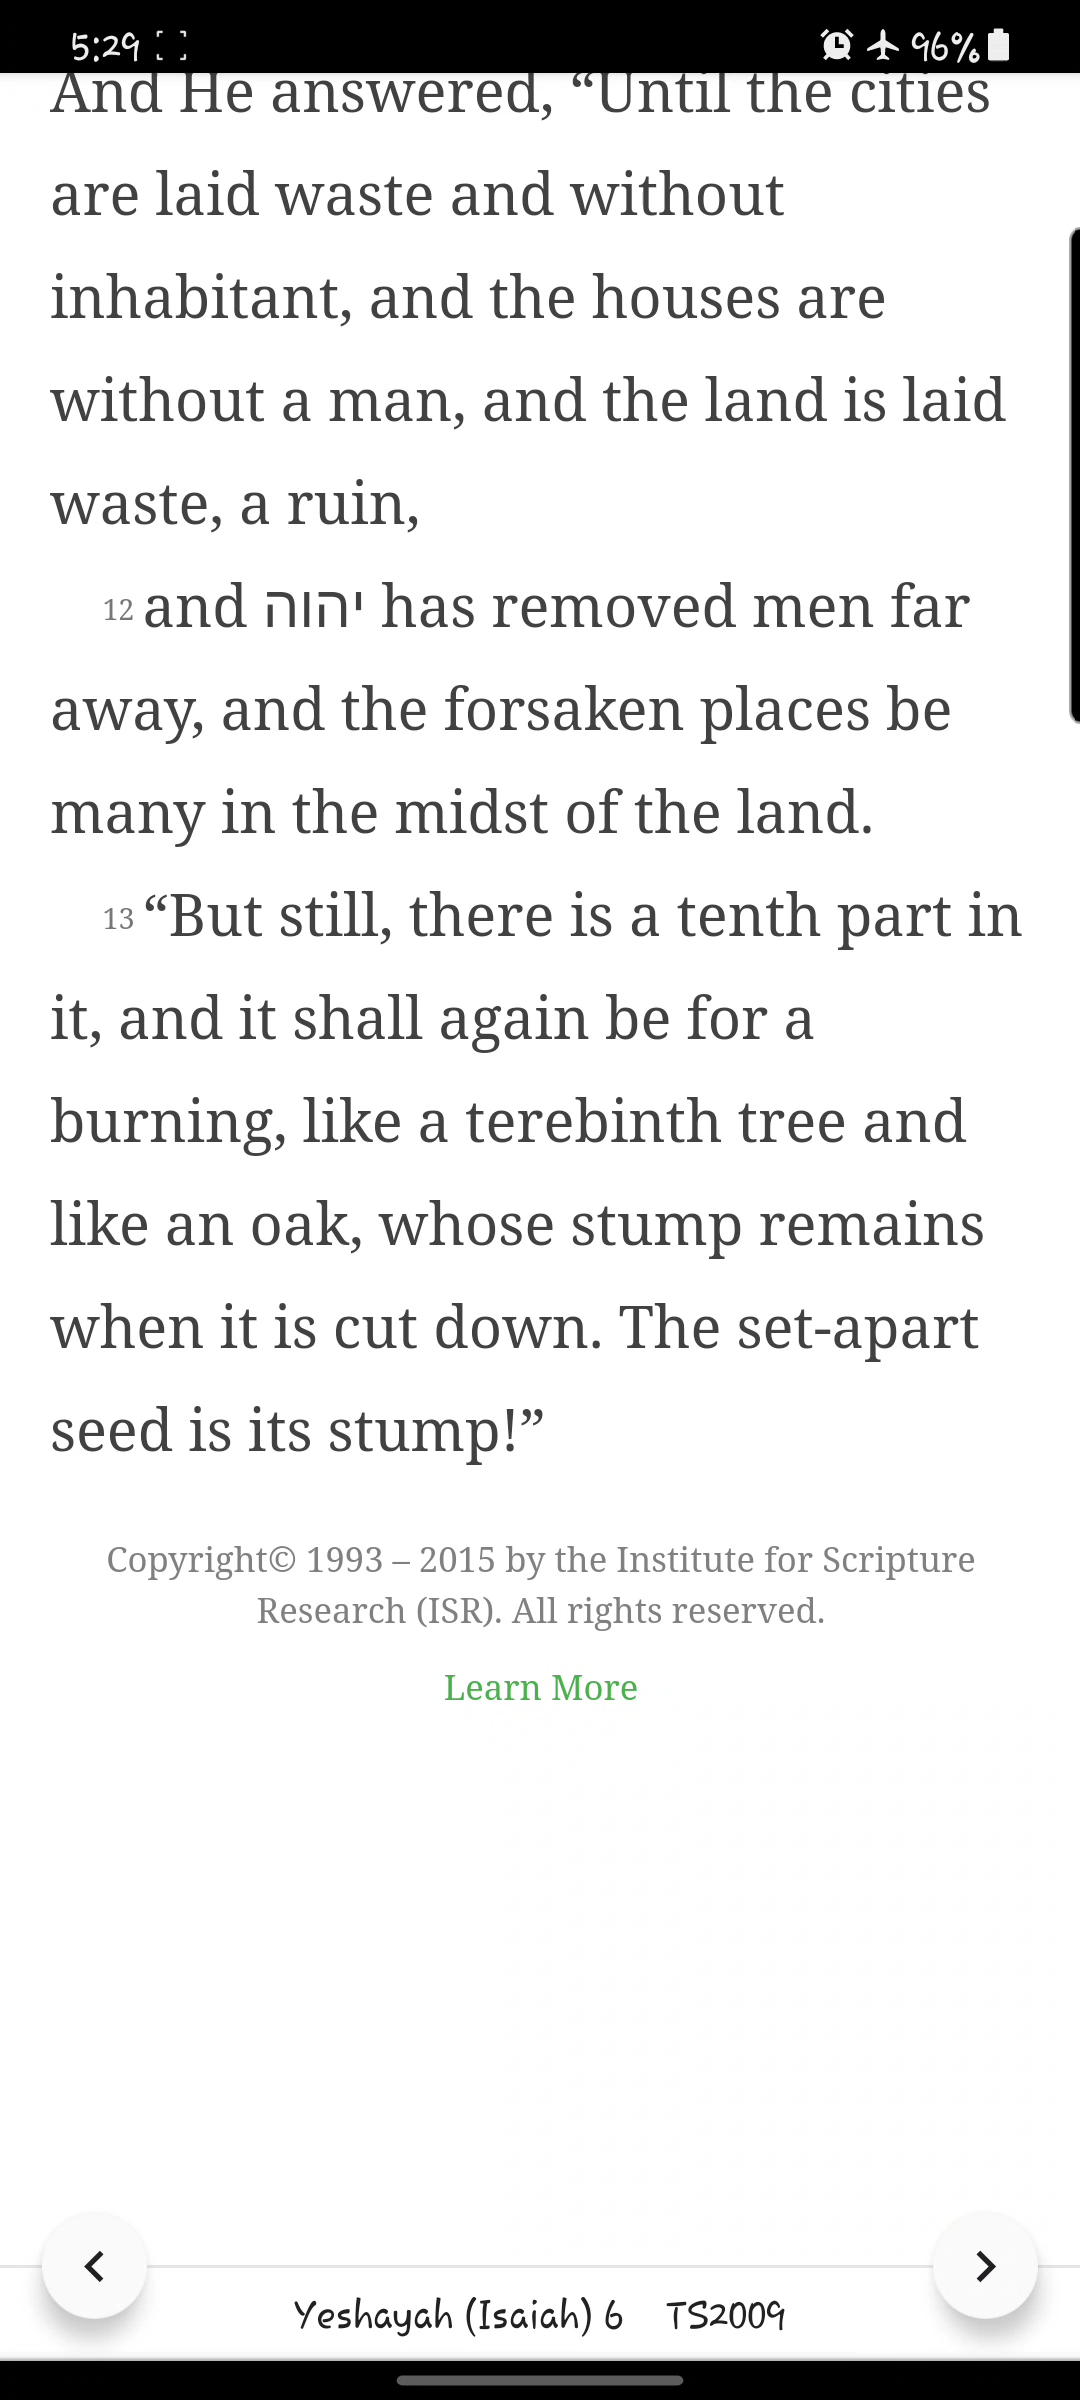 5:29 96%
And He answered, “Until the cities
are laid waste and without
inhabitant, and the houses are
without a man, and the land is laid
waste, a ruin,
12 and יהוה has removed men far
away, and the forsaken places be
many in the midst of the land.
13 “But still, there is a tenth part in
it, and it shall again be for a
burning, like a terebinth tree and
like an oak, whose stump remains
when it is cut down. The set-apart
seed is its stump!”
Copyright© 1993 – 2015 by the Institute for Scripture
Research (ISR). All rights reserved.
Learn More
Yeshayah (Isaiah) 6 TS2009